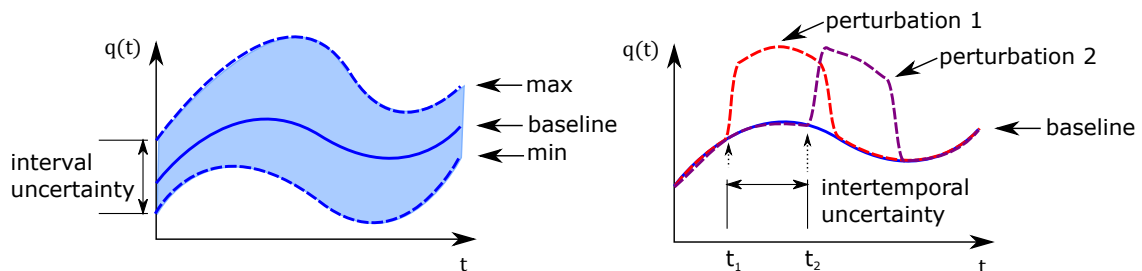 q(t)
max
baseline
min
interval
uncertainty
t
q(t)
perturbation 1
perturbation 2
baseline
intertemporal
uncertainty
t1
t2
t